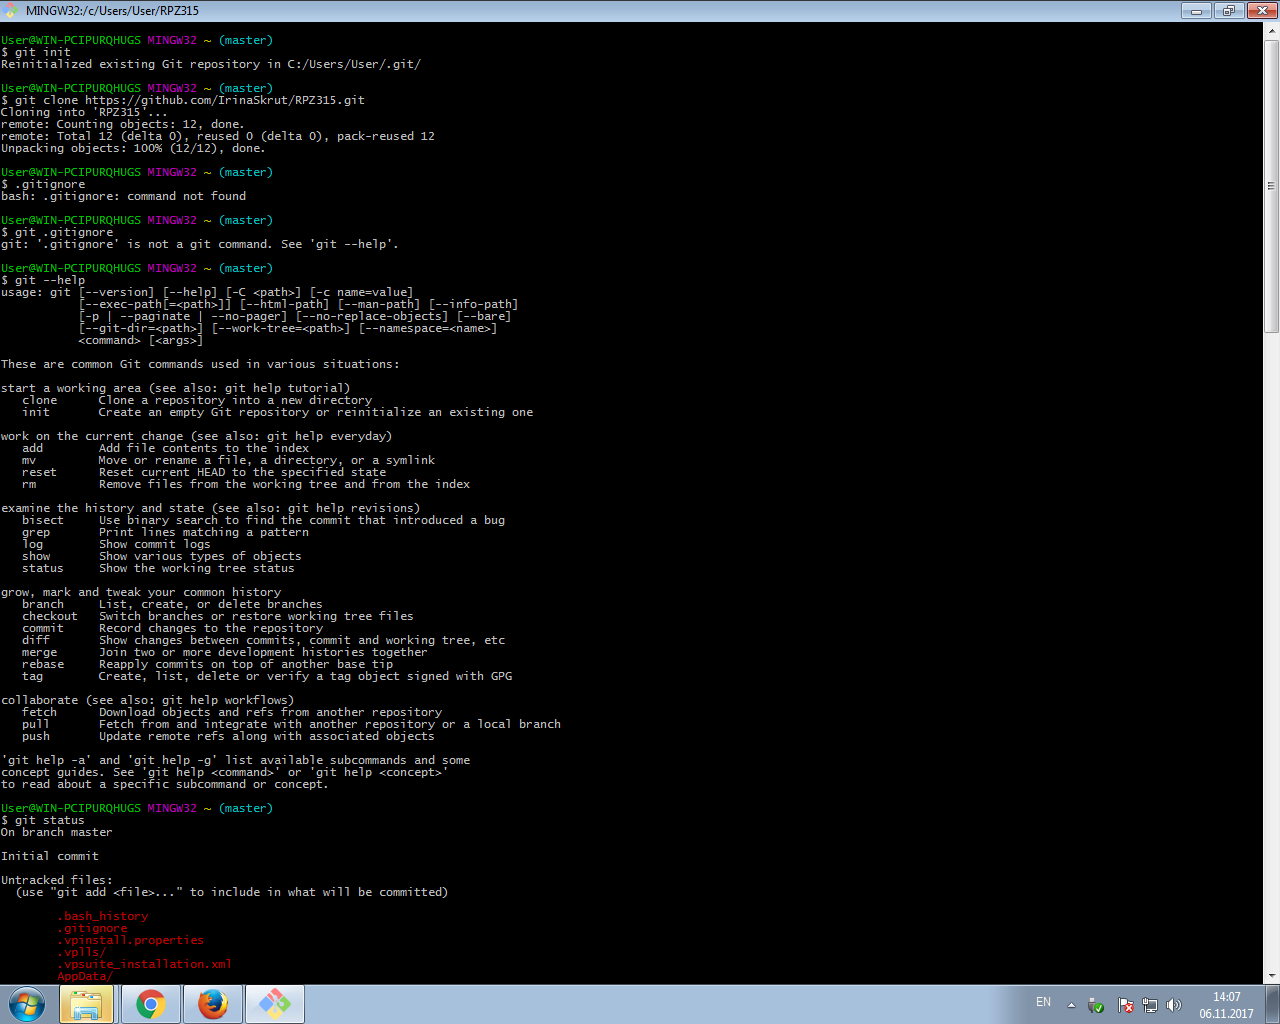 MINGW32:/c/Users/User/RPZ315
User@WIN-PCIPURQHUGS MINGW32 ~ (master)
$ git init
Reinitialized existing Git repository in C:/Users/User/.git/
User@WIN-PCIPURQHUGS MINGW32 ~ (master)
$ git clone https://github.com/IrinaSkrut/RPZ315.git
Cloning into 'RPZ315'...
remote: Counting objects: 12, done.
remote: Total 12 (delta 0), reused 0 (delta 0), pack-reused 12
Unpacking objects: 100% (12/12), done.
User@WIN-PCIPURQHUGS MINGW32 ~ (master)
$ .gitignore
bash: .gitignore: command not found
User@WIN-PCIPURQHUGS MINGW32 ~ (master)
$ git .gitignore
git: '.gitignore' is not a git command. See 'git --help'.
User@WIN-PCIPURQHUGS MINGW32 ~ (master)
$ git --help
usage: git [--version] [--help] [-C <path>] [-c name=value]
[--exec-path[=<path>]] [--html-path] [--man-path] [--info-path]
[-p | --paginate | --no-pager] [--no-replace-objects] [--bare]
[--git-dir=<path>] [--work-tree=<path>] [--namespace=<name>]
<command> [<args>]
These are common Git commands used in various situations:
start a working area (see also: git help tutorial)
clone Clone a repository into a new directory
init Create an empty Git repository or reinitialize an existing one
work on the current change (see also: git help everyday)
add Add file contents to the index
mv Move or rename a file, a directory, or a symlink
reset Reset current HEAD to the specified state
rm Remove files from the working tree and from the index
examine the history and state (see also: git help revisions)
bisect Use binary search to find the commit that introduced a bug
grep Print lines matching a pattern
log Show commit logs
show Show various types of objects
status Show the working tree status
grow, mark and tweak your common history
branch List, create, or delete branches
checkout Switch branches or restore working tree files
commit Record changes to the repository
diff Show changes between commits, commit and working tree, etc
merge Join two or more development histories together
rebase Reapply commits on top of another base tip
tag Create, list, delete or verify a tag object signed with GPG
collaborate (see also: git help workflows)
fetch Download objects and refs from another repository
pull Fetch from and integrate with another repository or a local branch
push Update remote refs along with associated objects
'git help -a' and 'git help -g' list available subcommands and some
concept guides. See 'git help <command>' or 'git help <concept>'
to read about a specific subcommand or concept.
User@WIN-PCIPURQHUGS MINGW32 ~ (master)
$ git status
On branch master
Initial commit
Untracked files:
(use "git add <file>..." to include in what will be committed)
.bash_history
.gitignore
.vpinstall.properties
.vplls/
.vpsuite_installation.xml
AppData/
EN
14:07
06.11.2017